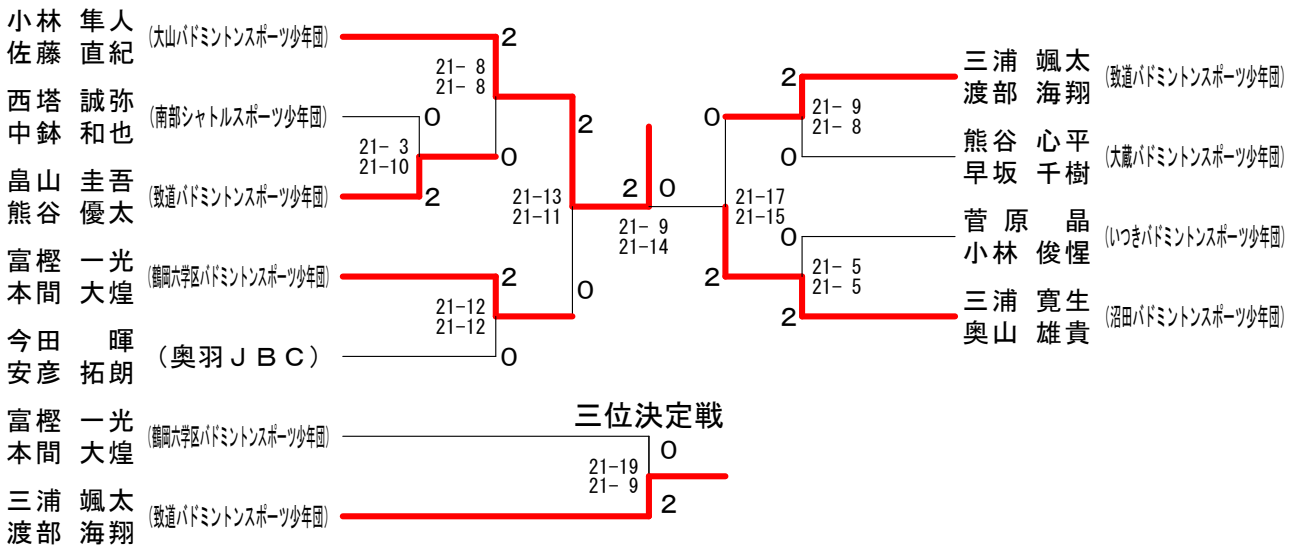 小林 隼人
佐藤 直紀
(大山バドミントンスポーツ少年団)
2
21- 8
21- 8
西塔 誠弥
中鉢 和也
(南部シャトルスポーツ少年団)
0
21- 3
21-10
0
畠山 圭吾
熊谷 優太
(致道バドミントンスポーツ少年団)
2
2
21-13
21-11
富樫 一光
本間 大煌
(鶴岡六学区バドミントンスポーツ少年団)
2
21-12
21-12
0
今田 暉
安彦 拓朗
(奥羽JBC)
0
2 0
21- 9
21-14
三浦 颯太
渡部 海翔
(致道バドミントンスポーツ少年団)
2
0
21- 9
21- 8
熊谷 心平
早坂 千樹
(大蔵バドミントンスポーツ少年団)
0
21-17
21-15
菅原 晶
小林 俊惺
(いつきバドミントンスポーツ少年団)
0
21- 5
21- 5
2
三浦 寛生
奥山 雄貴
(沼田バドミントンスポーツ少年団)
2
三位決定戦
富樫 一光
本間 大煌
(鶴岡六学区バドミントンスポーツ少年団)
0
21-19
21- 9
三浦 颯太
渡部 海翔
(致道バドミントンスポーツ少年団)
2